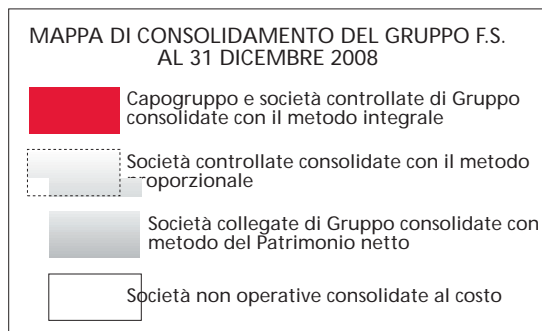 MAPPA DI CONSOLIDAMENTO DEL GRUPPO F.S.
AL 31 DICEMBRE 2008
Capogruppo e società controllate di Gruppo
consolidate con il metodo integrale
Società controllate consolidate con il metodo
proporzionale
Società collegate di Gruppo consolidate con
metodo del Patrimonio netto
Società non operative consolidate al costo